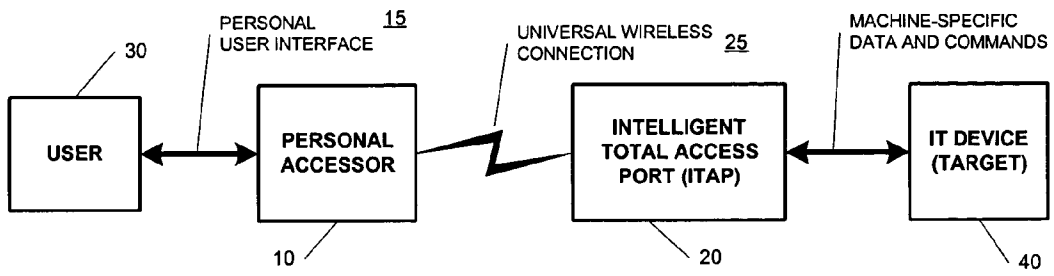 PERSONAL
USER INTERFACE
15
30
UNIVERSAL WIRELESS
CONNECTION
25
MACHINE-SPECIFIC
DATA AND COMMANDS
USER
PERSONAL
ACCESSOR
INTELLIGENT
TOTAL ACCESS
PORT (ITAP)
IT DEVICE
(TARGET)
10
20
40